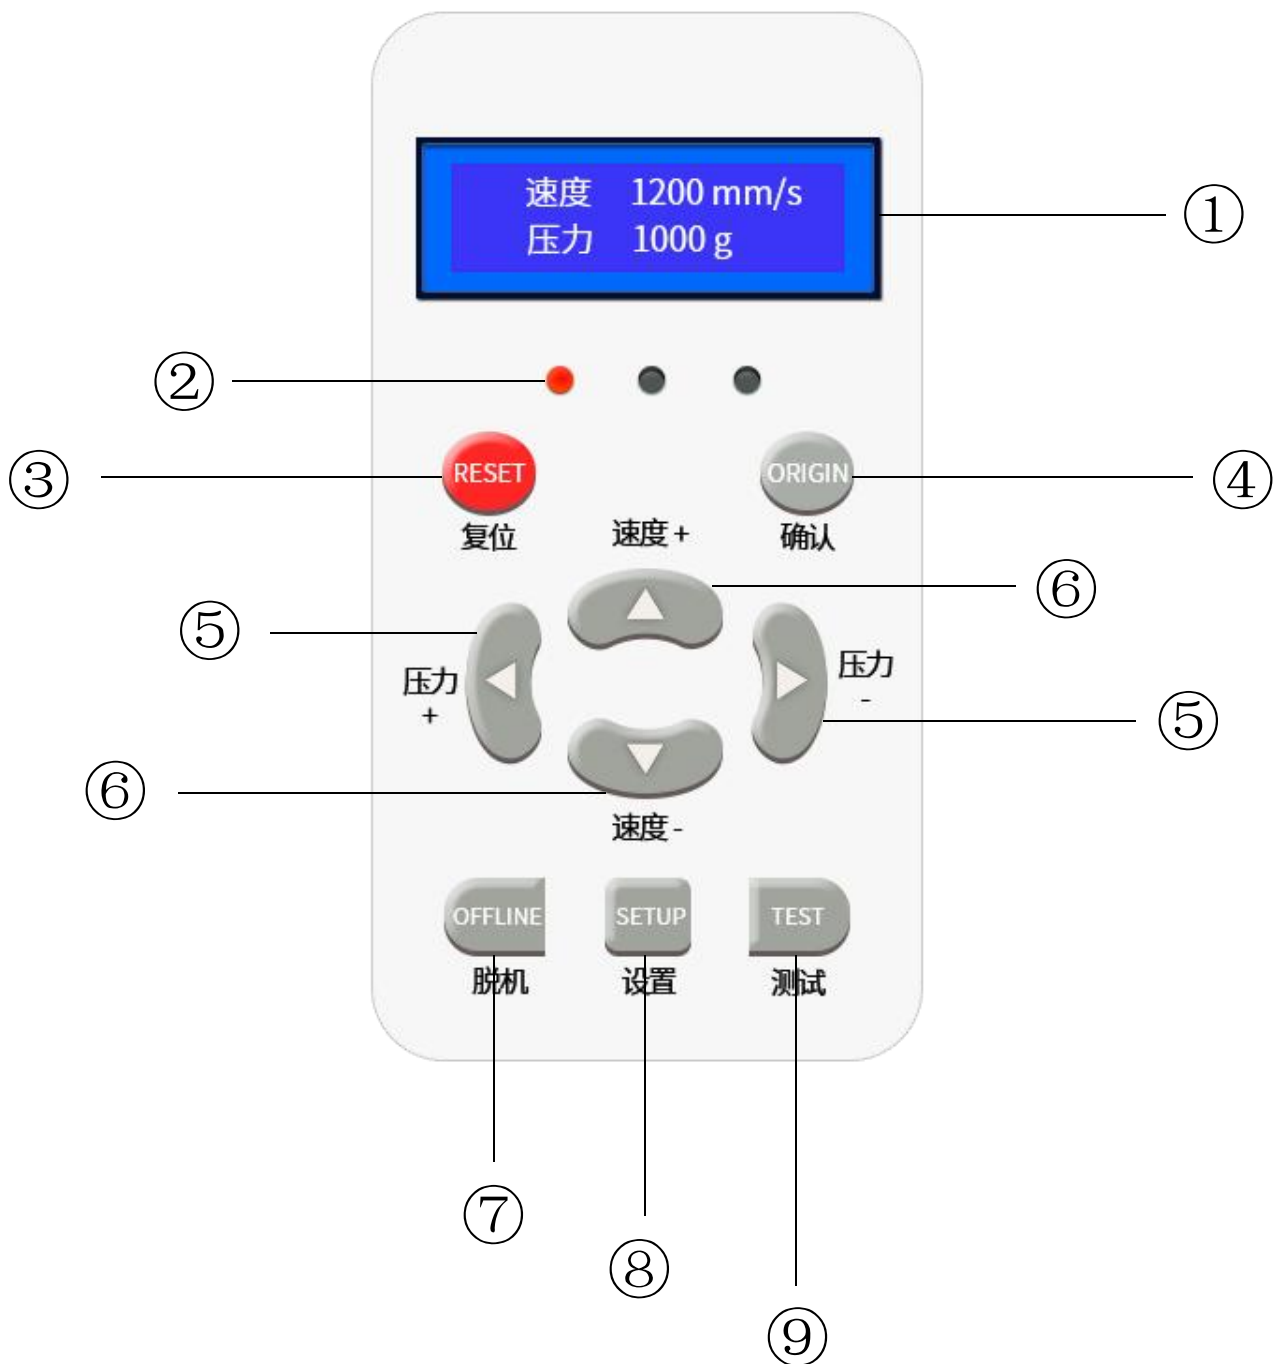 速度 1200 mm/s
压力 1000 g
①
②
RESET
ORIGIN
③
④
复位
速度 +
确认
⑥
⑤
压力
+
压力
-
⑤
⑥
速度 -
OFFLINE
SETUP
TEST
脱机
设置
测试
⑦
⑧
⑨